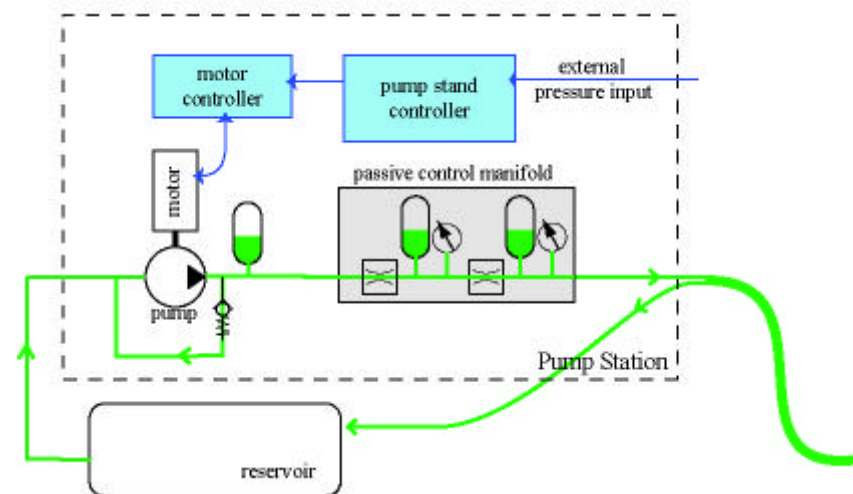 motor
controller
pump stand
controller
external
pressure input
motor
passive control manifold
pump
Pump Station
reservoir